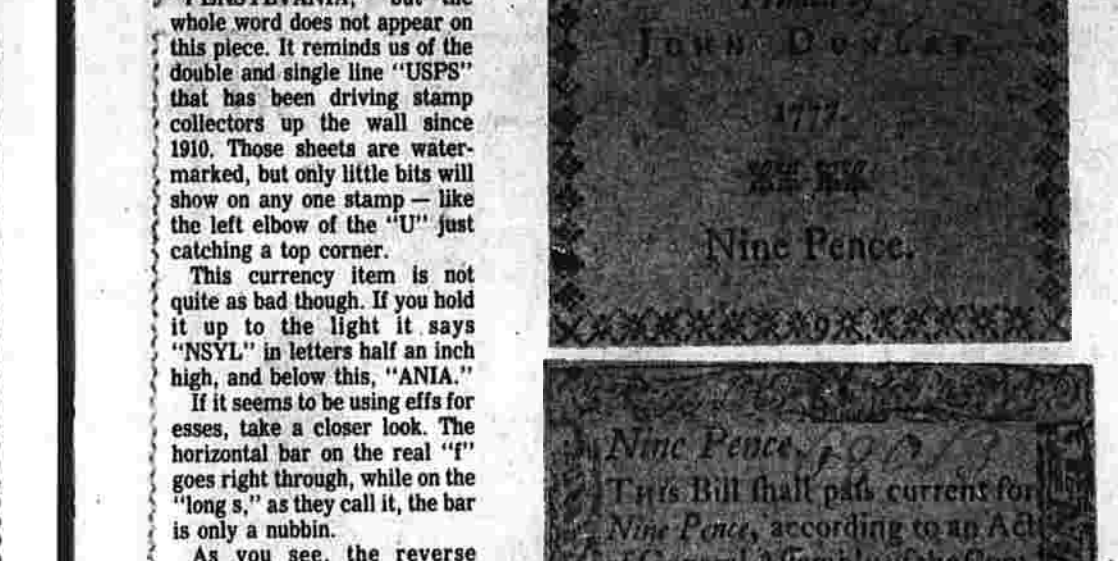 whole word does not appear on
this piece. It reminds us of the
double and single line "USPS"
that has been driving stamp
collectors up the wall since
1910. Those sheets are water-
marked, but only little bits will
show on any one stamp — like
the left elbow of the "U" just
catching a top corner.
This currency item is not
quite as bad though. If you hold
it up to the light it says
"NSYL" in letters half an inch
high, and below this, "ANIA."
If it seems to be using effs for
esses, take a closer look. The
horizontal bar on the real "f"
goes right through, while on the
"long s," as they call it, the bar
is only a nubbin.
As you see, the reverse
Printed by
JOHN DUNLAP
1777.
Nine Pence.
9
Nine Pence.
THIS Bill ſhall paſs current for
Nine Pence, according to an Act